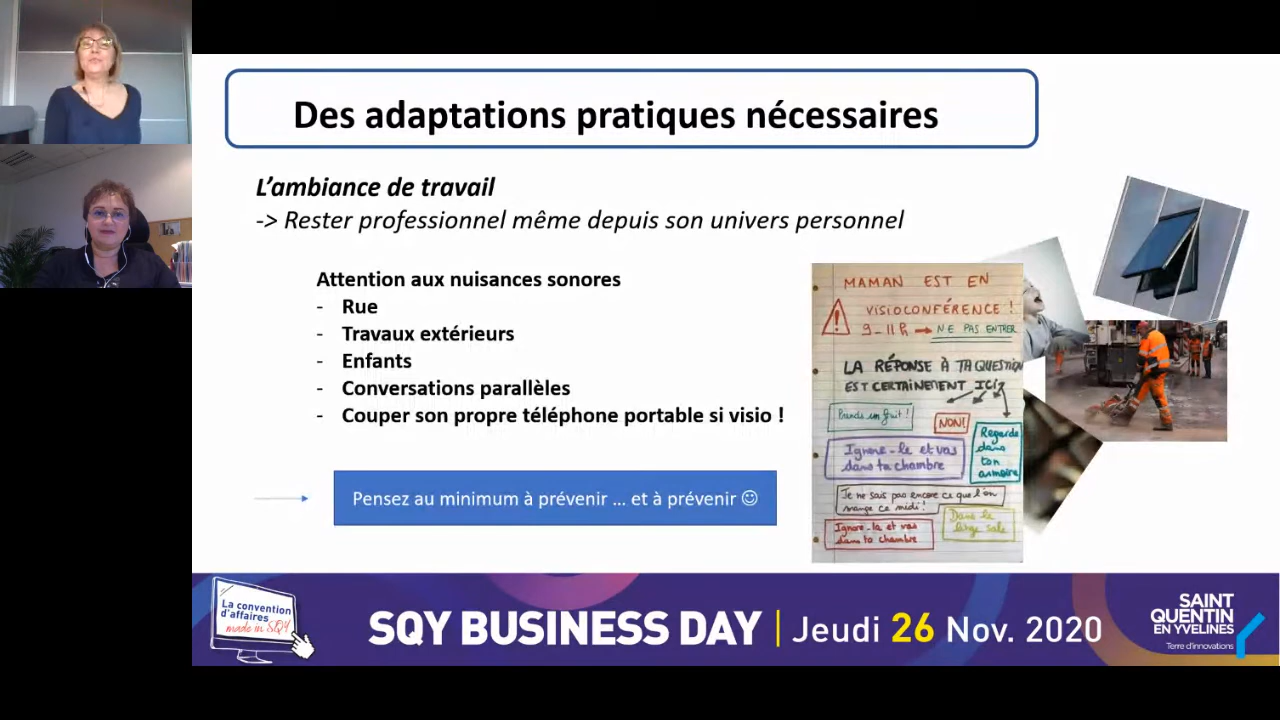 Des adaptations pratiques nécessaires
L'ambiance de travail
-> Rester professionnel même depuis son univers personnel
Attention aux nuisances sonores
- Rue
- Travaux extérieurs
- Enfants
- Conversations parallèles
- Couper son propre téléphone portable si visio !
Pensez au minimum à prévenir ... et à prévenir ☺
MAMAN EST EN
VISIOCONFÉRENCE !
9-11h → NE PAS ENTRER
LA RÉPONSE À TA QUESTION
EST CERTAINEMENT ICI
Prends un fruit !
NON!
Regarde
dans
ton
armoire
Ignore-le et vas
dans ta chambre
Je ne sais pas encore ce que l'on
mange ce midi !
Dans le
linge sale
Ignore-la et vas
dans ta chambre
La convention
d'affaires
made in SQY
SQY BUSINESS DAY | Jeudi 26 Nov. 2020
SAINT
QUENTIN
EN YVELINES
Terre d'innovations